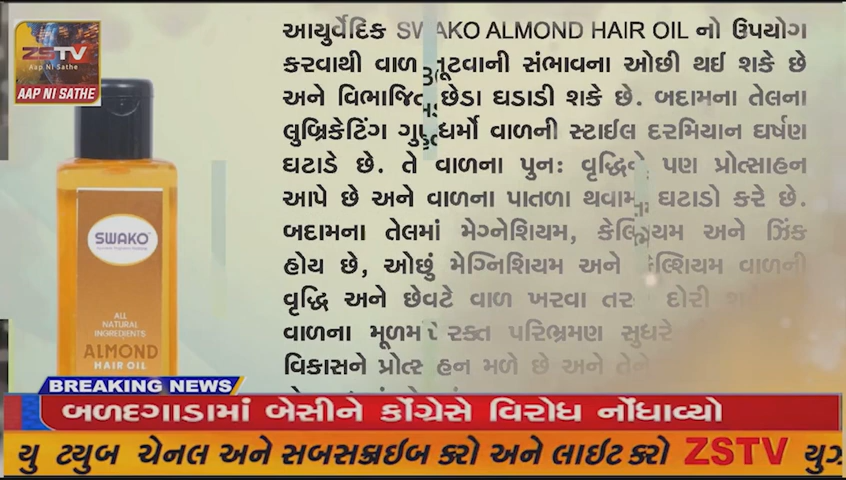 ZSTV
Aap Ni Sathe
AAP NI SATHE
આયુર્વેદિક SWAKO ALMOND HAIR OIL નો ઉપયોગ
કરવાથી વાળ તૂટવાની સંભાવના ઓછી થઈ શકે છે
અને વિભાજિત છેડા ઘડાડી શકે છે. બદામના તેલના
લુબ્રિકેટિંગ ગુણધર્મો વાળની સ્ટાઈલ દરમિયાન ઘર્ષણ
ઘટાડે છે. તે વાળના પુનઃ વૃદ્ધિને પણ પ્રોત્સાહન
આપે છે અને વાળના પાતળા થવામાં ઘટાડો કરે છે.
બદામના તેલમાં મેગ્નેશિયમ, કેલ્શિયમ અને ઝિંક
હોય છે, ઓછું મેગ્નિશિયમ અને કેલ્શિયમ વાળની
વૃદ્ધિ અને છેવટે વાળ ખરવા તરફ દોરી
વાળના મૂળમાં રક્ત પરિભ્રમણ સુધરે
વિકાસને પ્રોત્સાહન મળે છે અને તેને
SWAKO
ALL
NATURAL
INGREDIENTS
ALMOND
HAIR OIL
BREAKING NEWS
બળદગાડામાં બેસીને કોંગ્રેસે વિરોધ નોંધાવ્યો
યુ ટ્યુબ ચેનલ અને સબસક્રાઇબ કરો અને લાઈટ કરો ZSTV